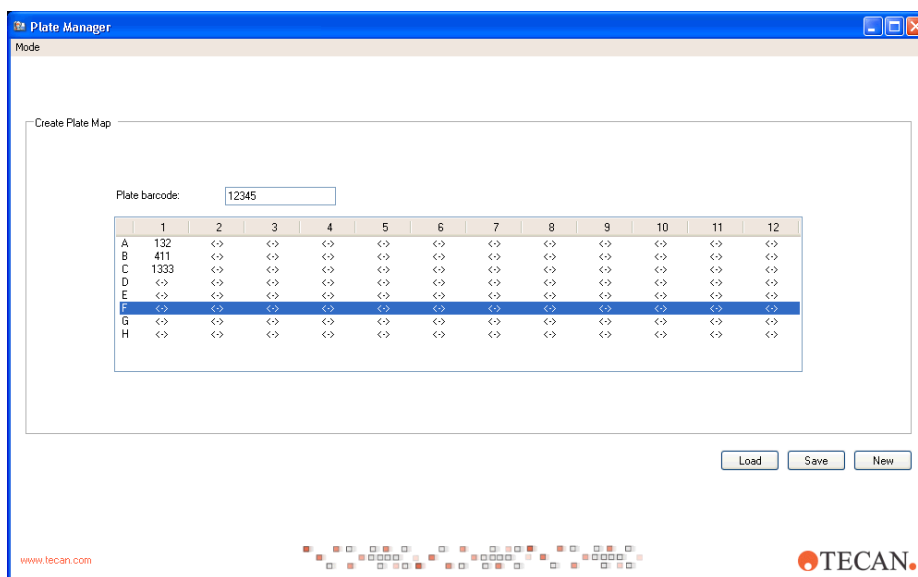 Plate Manager
Mode
Create Plate Map
Plate barcode: 12345
1 2 3 4 5 6 7 8 9 10 11 12
A 132 <-> <-> <-> <-> <-> <-> <-> <-> <-> <-> <->
B 411 <-> <-> <-> <-> <-> <-> <-> <-> <-> <-> <->
C 1333 <-> <-> <-> <-> <-> <-> <-> <-> <-> <-> <->
D <-> <-> <-> <-> <-> <-> <-> <-> <-> <-> <-> <->
E <-> <-> <-> <-> <-> <-> <-> <-> <-> <-> <-> <->
F <-> <-> <-> <-> <-> <-> <-> <-> <-> <-> <-> <->
G <-> <-> <-> <-> <-> <-> <-> <-> <-> <-> <-> <->
H <-> <-> <-> <-> <-> <-> <-> <-> <-> <-> <-> <->
Load Save New
www.tecan.com
TECAN.